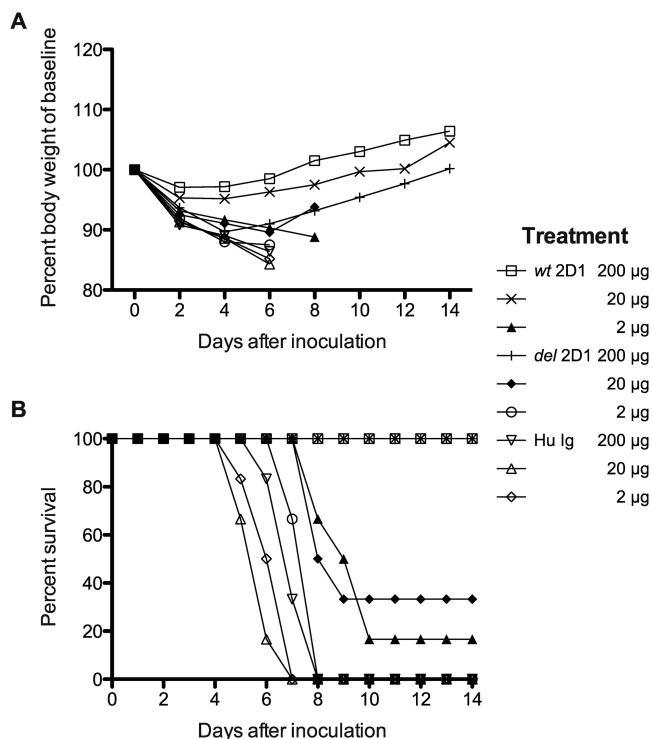 A
120
110
100
90
80
Percent body weight of baseline
0 2 4 6 8 10 12 14
Days after inoculation
Treatment
wt 2D1 200 µg
20 µg
2 µg
del 2D1 200 µg
20 µg
2 µg
Hu Ig 200 µg
20 µg
2 µg
B
100
80
60
40
20
0
Percent survival
0 2 4 6 8 10 12 14
Days after inoculation